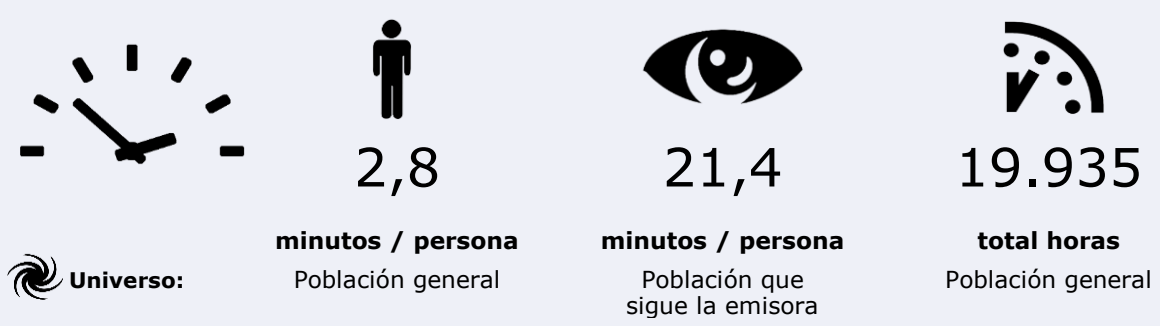 2,8
21,4
19.935
minutos / persona
minutos / persona
total horas
Universo:
Población general
Población que
sigue la emisora
Población general